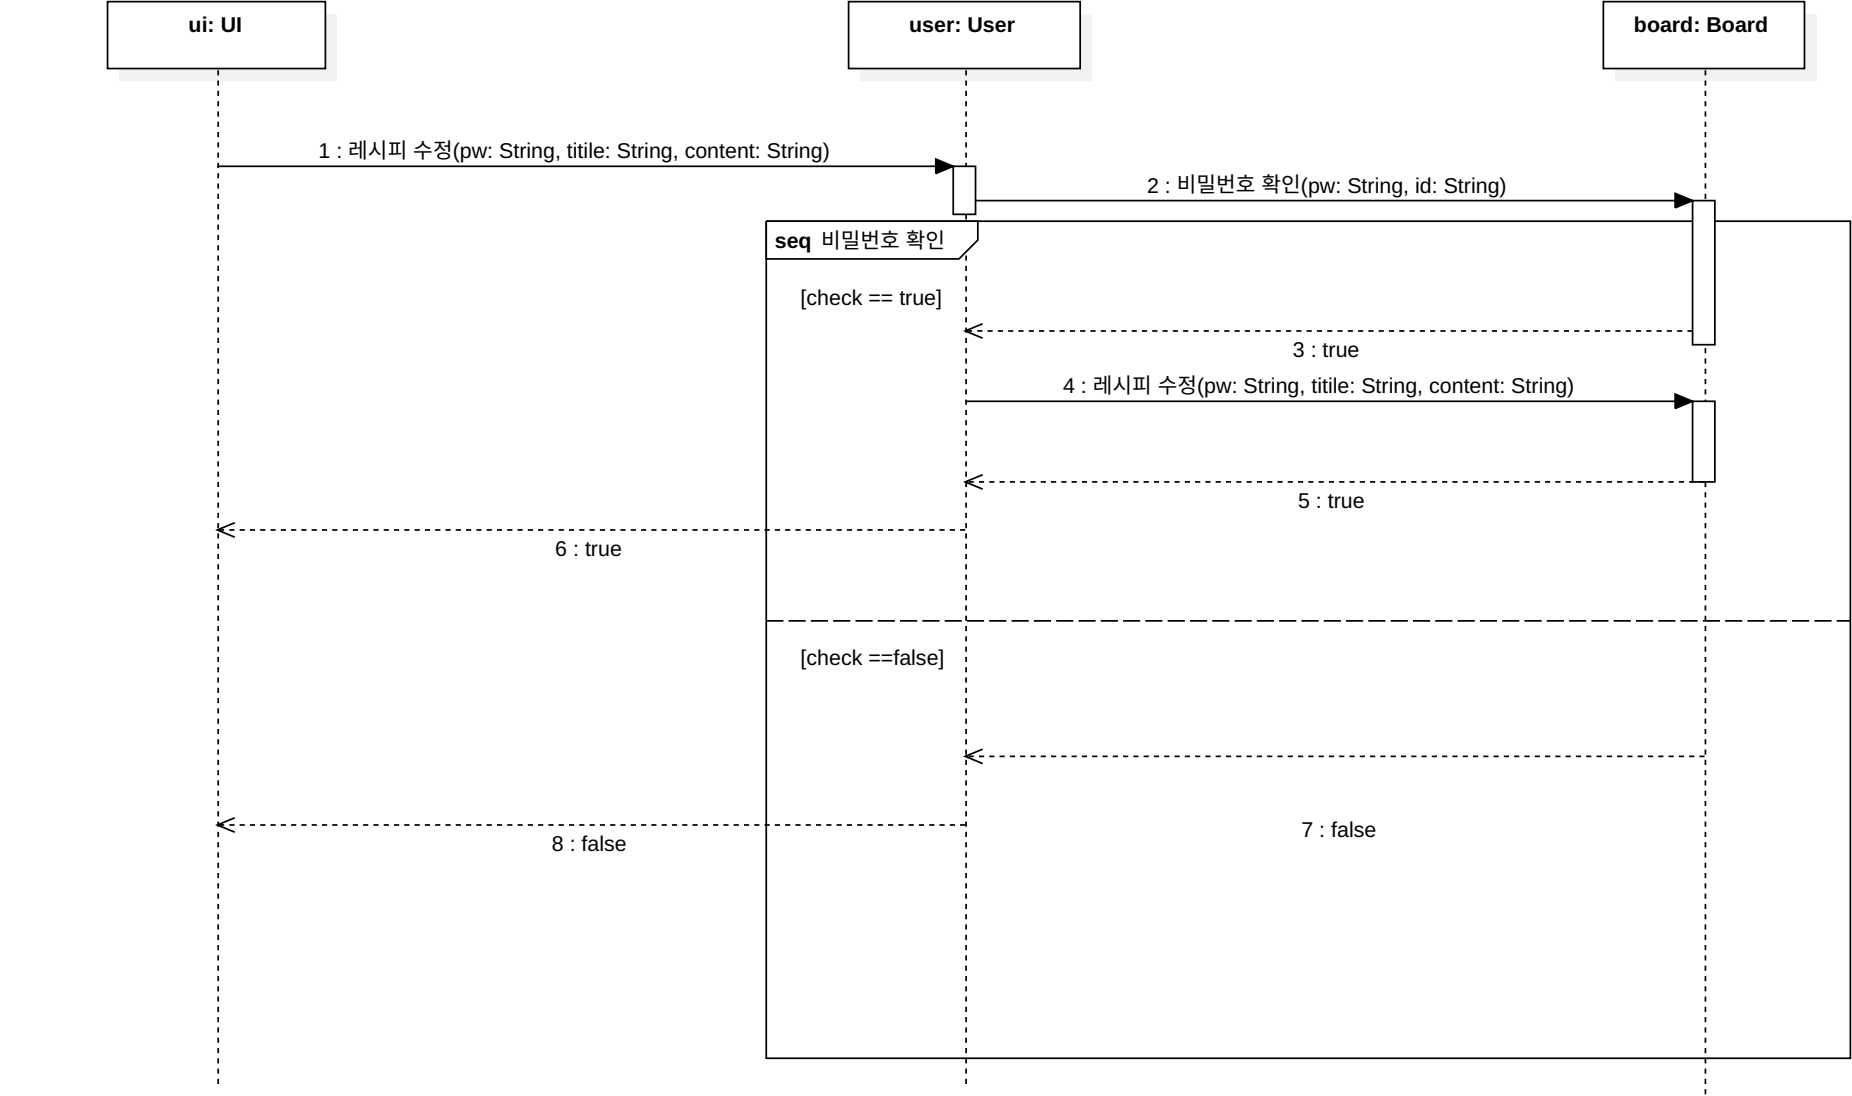 ui: UI
user: User
board: Board
1 : 레시피 수정(pw: String, titile: String, content: String)
2 : 비밀번호 확인(pw: String, id: String)
seq 비밀번호 확인
[check == true]
3 : true
4 : 레시피 수정(pw: String, titile: String, content: String)
5 : true
6 : true
[check ==false]
7 : false
8 : false